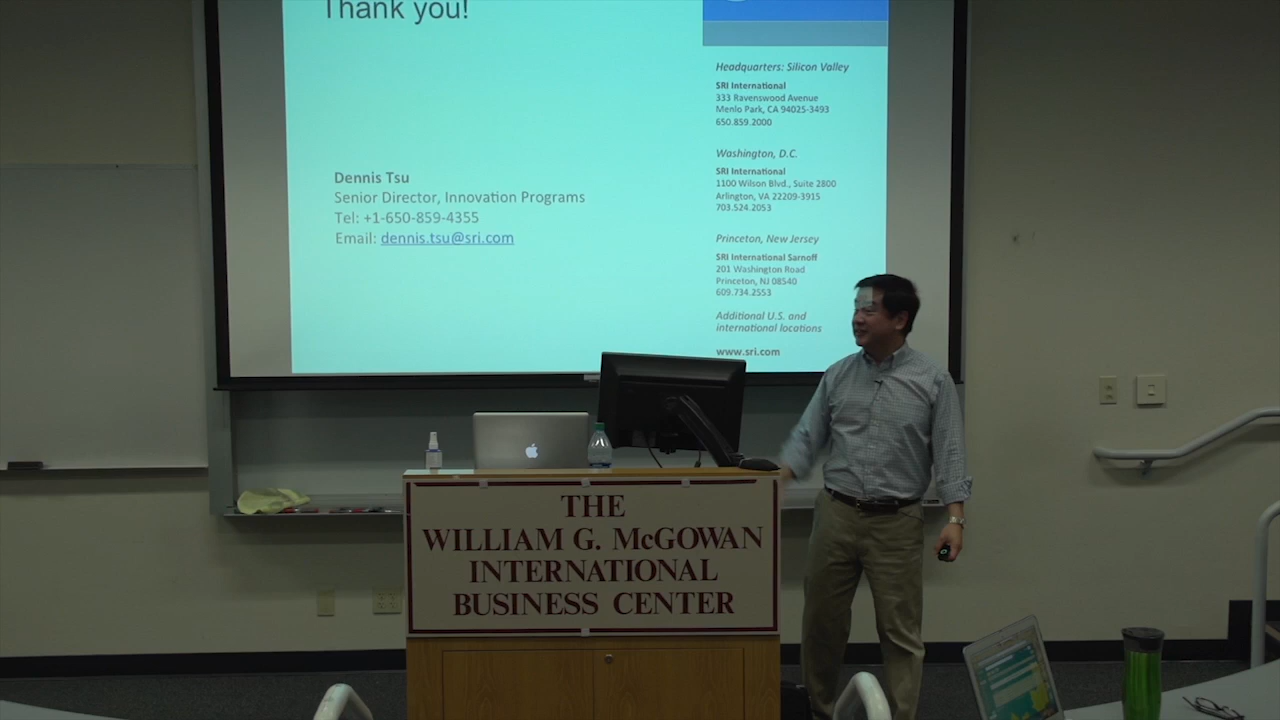 Thank you!
Dennis Tsu
Senior Director, Innovation Programs
Tel: +1-650-859-4355
Email: dennis.tsu@sri.com
Headquarters: Silicon Valley
SRI International
333 Ravenswood Avenue
Menlo Park, CA 94025-3493
650.859.2000
Washington, D.C.
SRI International
1100 Wilson Blvd., Suite 2800
Arlington, VA 22209-3915
703.524.2053
Princeton, New Jersey
SRI International Sarnoff
201 Washington Road
Princeton, NJ 08540
609.734.2553
Additional U.S. and
international locations
www.sri.com
THE
WILLIAM G. McGOWAN
INTERNATIONAL
BUSINESS CENTER